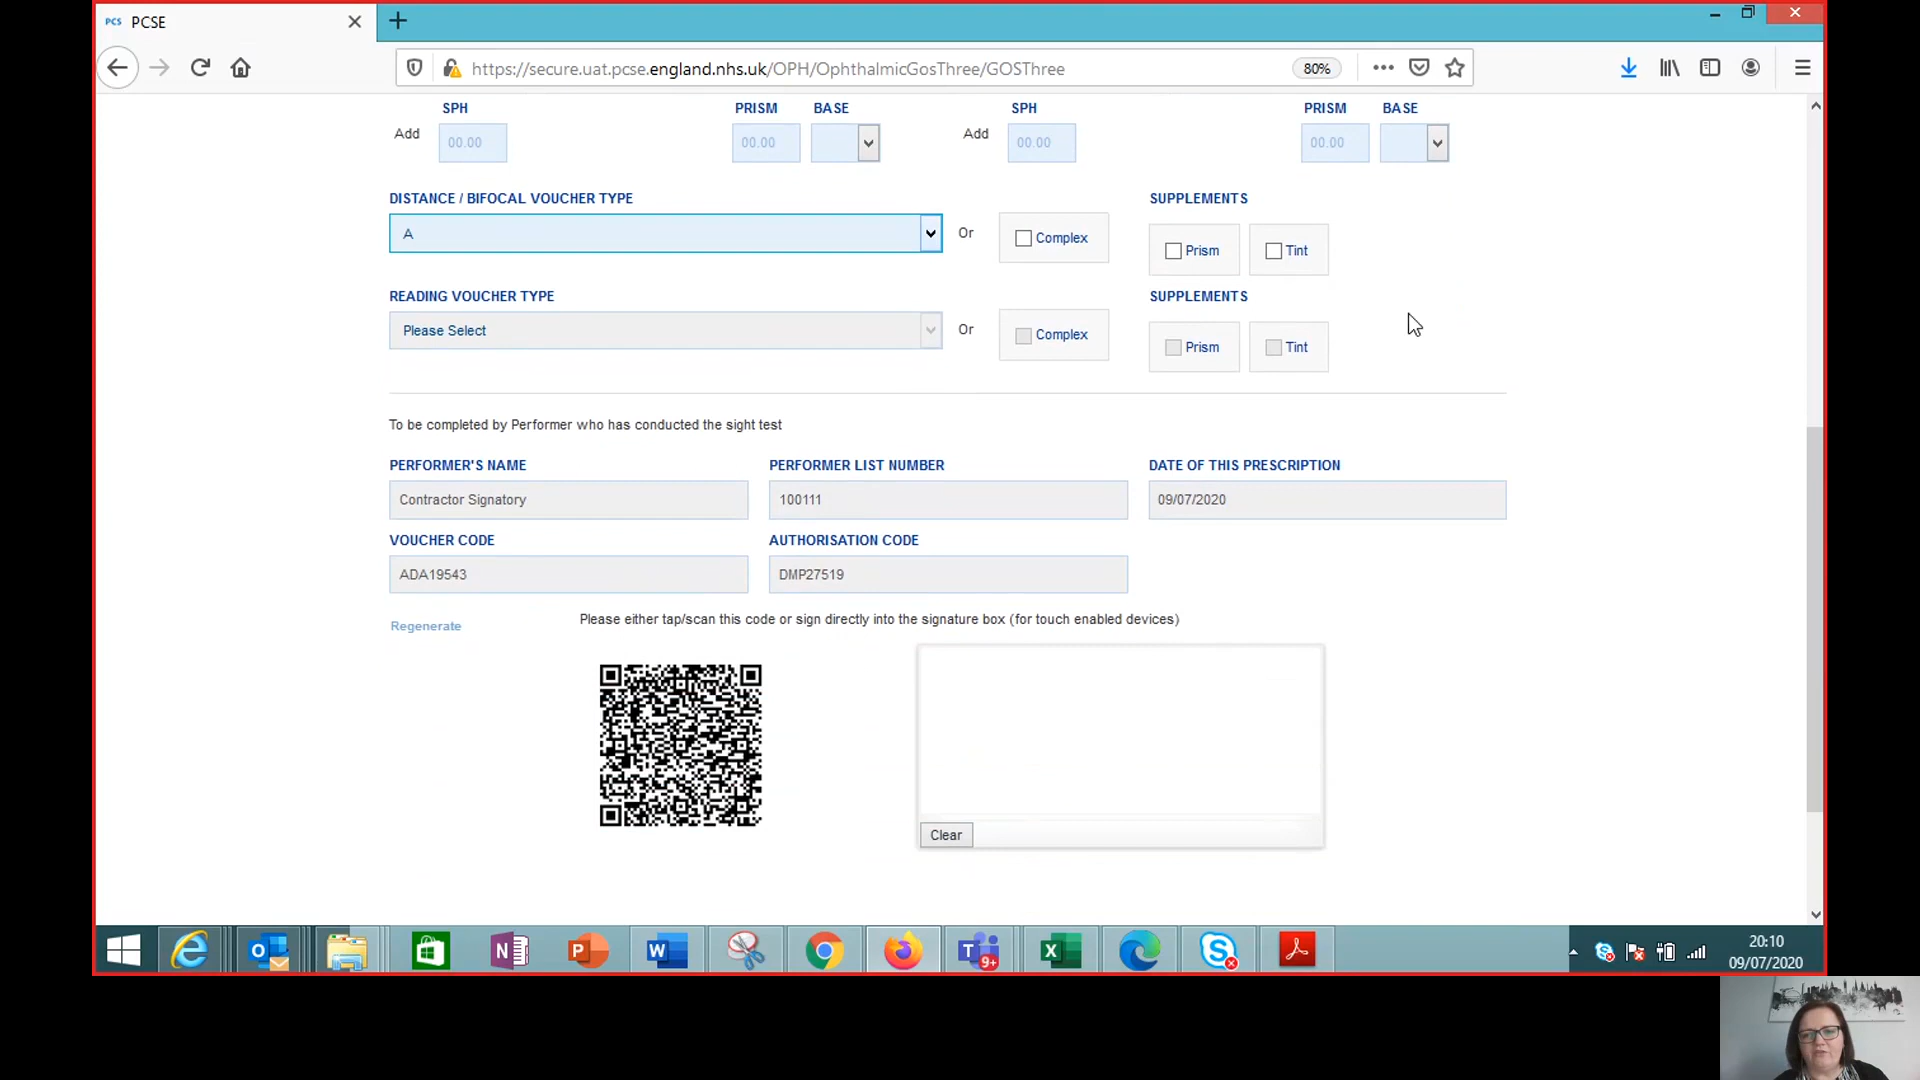 PCS PCSE
https://secure.uat.pcse.england.nhs.uk/OPH/OphthalmicGosThree/GOSThree 80%
SPH PRISM BASE SPH PRISM BASE
Add 00.00 00.00 Add 00.00 00.00
DISTANCE / BIFOCAL VOUCHER TYPE SUPPLEMENTS
A Or Complex Prism Tint
READING VOUCHER TYPE SUPPLEMENTS
Please Select Or Complex Prism Tint
To be completed by Performer who has conducted the sight test
PERFORMER'S NAME PERFORMER LIST NUMBER DATE OF THIS PRESCRIPTION
Contractor Signatory 100111 09/07/2020
VOUCHER CODE AUTHORISATION CODE
ADA19543 DMP27519
Regenerate Please either tap/scan this code or sign directly into the signature box (for touch enabled devices)
Clear
9+
20:10
09/07/2020